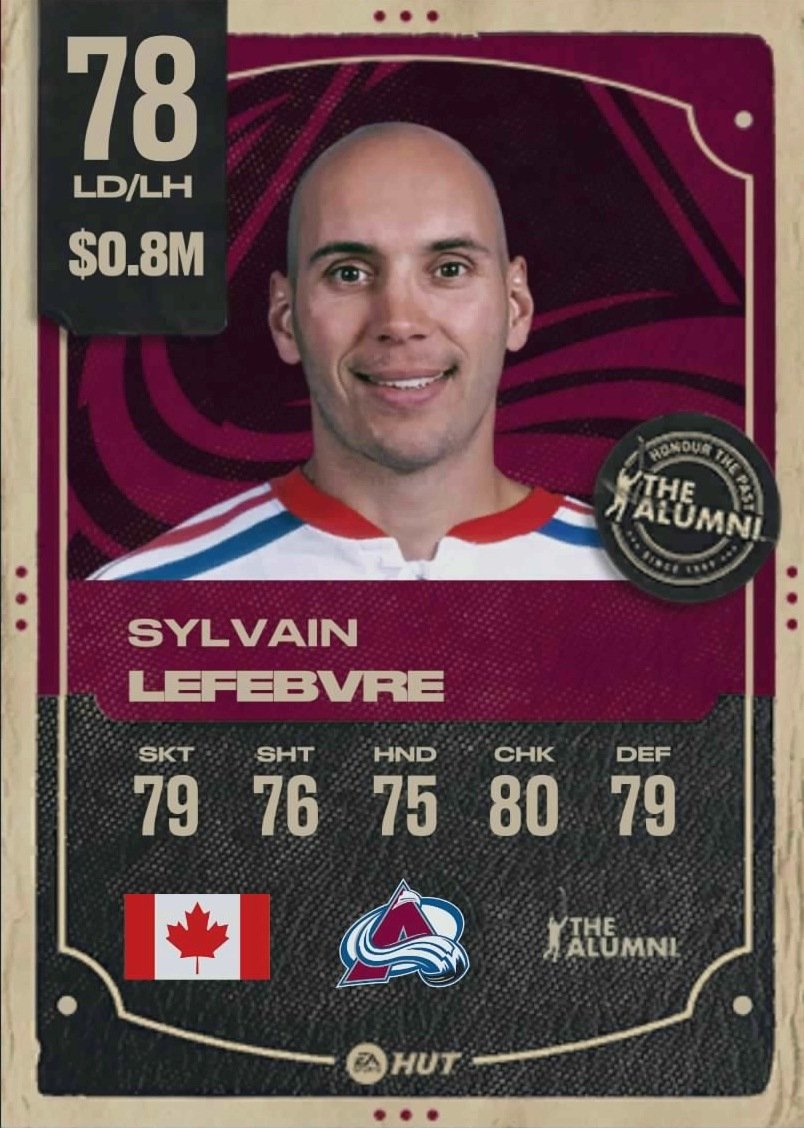 78
LD/LH
$0.8M
HONOUR THE PAST
THE
ALUMNI
SYLVAIN
LEFEBVRE
SKT SHT HND CHK DEF
79 76 75 80 79
THE
ALUMNI
EA HUT